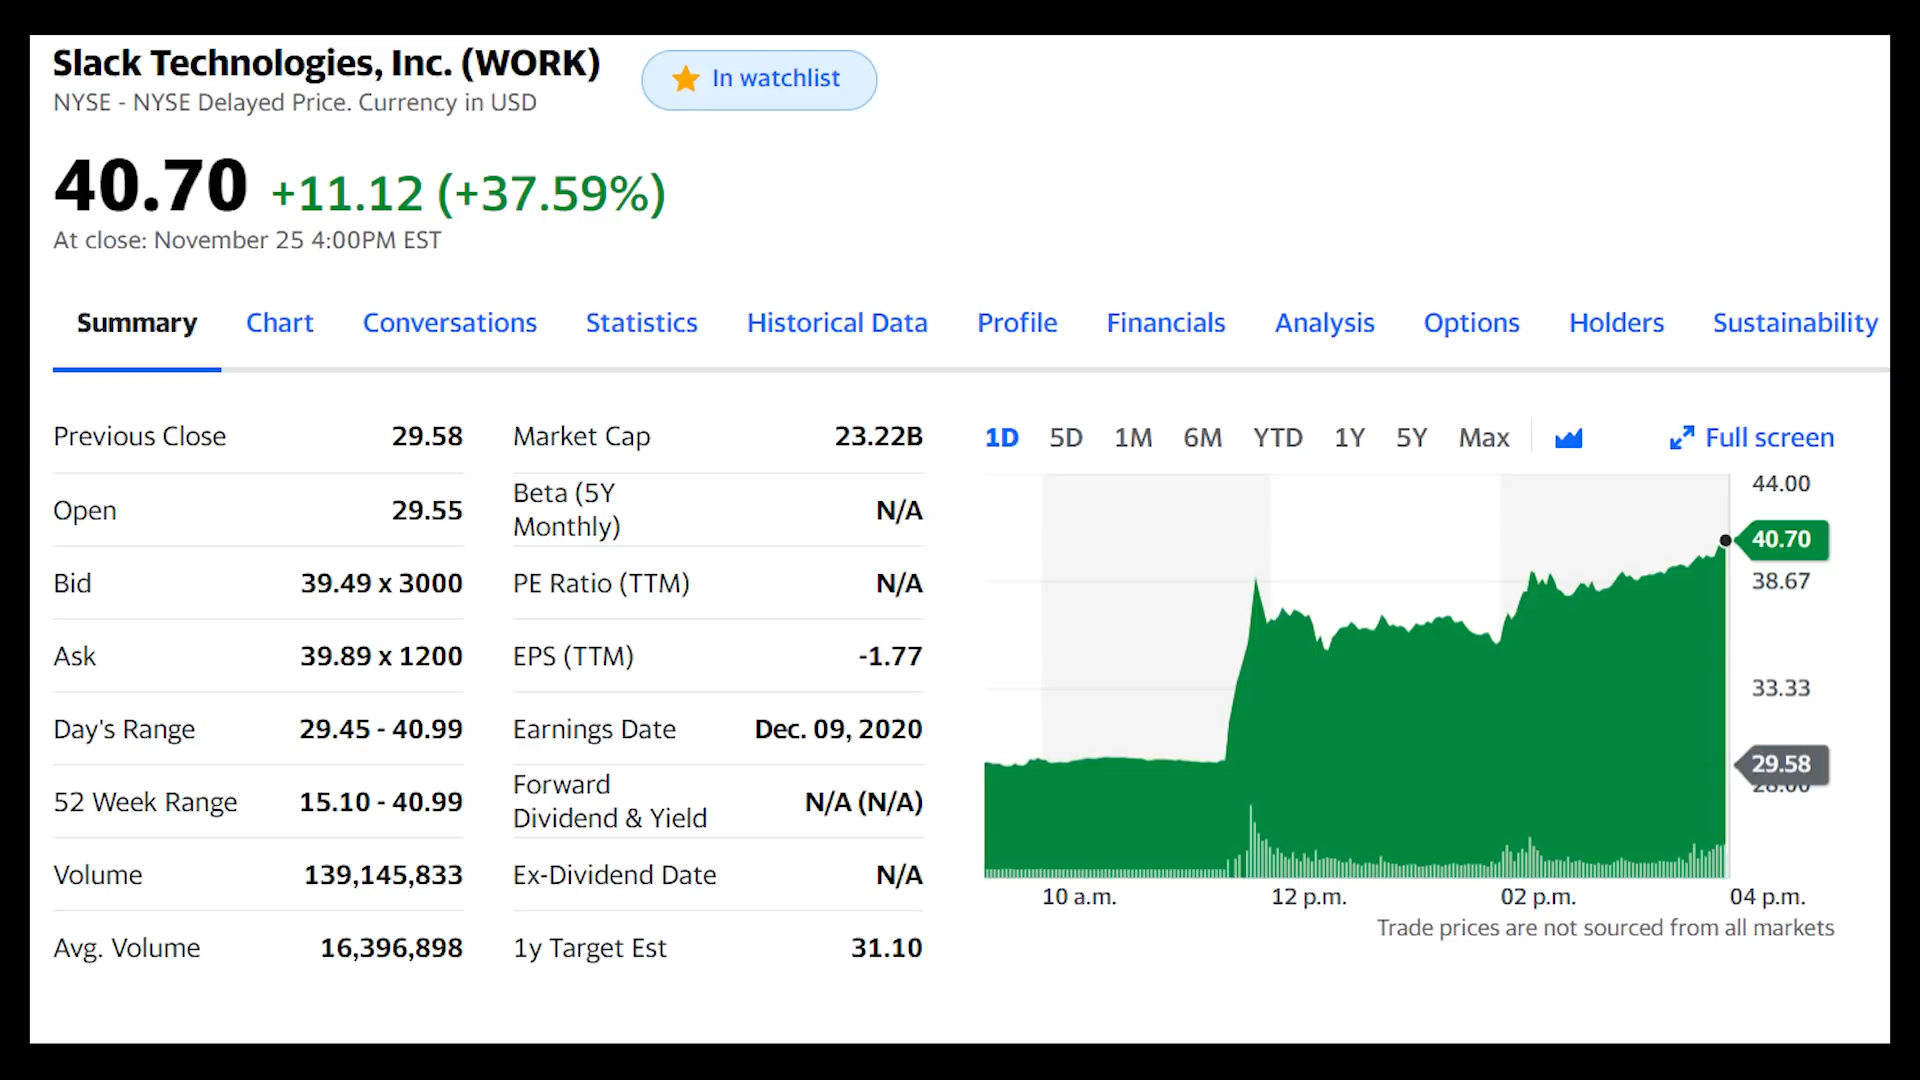 Slack Technologies, Inc. (WORK)
In watchlist
NYSE - NYSE Delayed Price. Currency in USD
40.70 +11.12 (+37.59%)
At close: November 25 4:00PM EST
Summary Chart Conversations Statistics Historical Data Profile Financials Analysis Options Holders Sustainability
Previous Close 29.58
Open 29.55
Bid 39.49 x 3000
Ask 39.89 x 1200
Day's Range 29.45 - 40.99
52 Week Range 15.10 - 40.99
Volume 139,145,833
Avg. Volume 16,396,898
Market Cap 23.22B
Beta (5Y
Monthly) N/A
PE Ratio (TTM) N/A
EPS (TTM) -1.77
Earnings Date Dec. 09, 2020
Forward
Dividend & Yield N/A (N/A)
Ex-Dividend Date N/A
1y Target Est 31.10
1D 5D 1M 6M YTD 1Y 5Y Max Full screen
44.00
40.70
38.67
33.33
29.58
28.00
10 a.m. 12 p.m. 02 p.m. 04 p.m.
Trade prices are not sourced from all markets